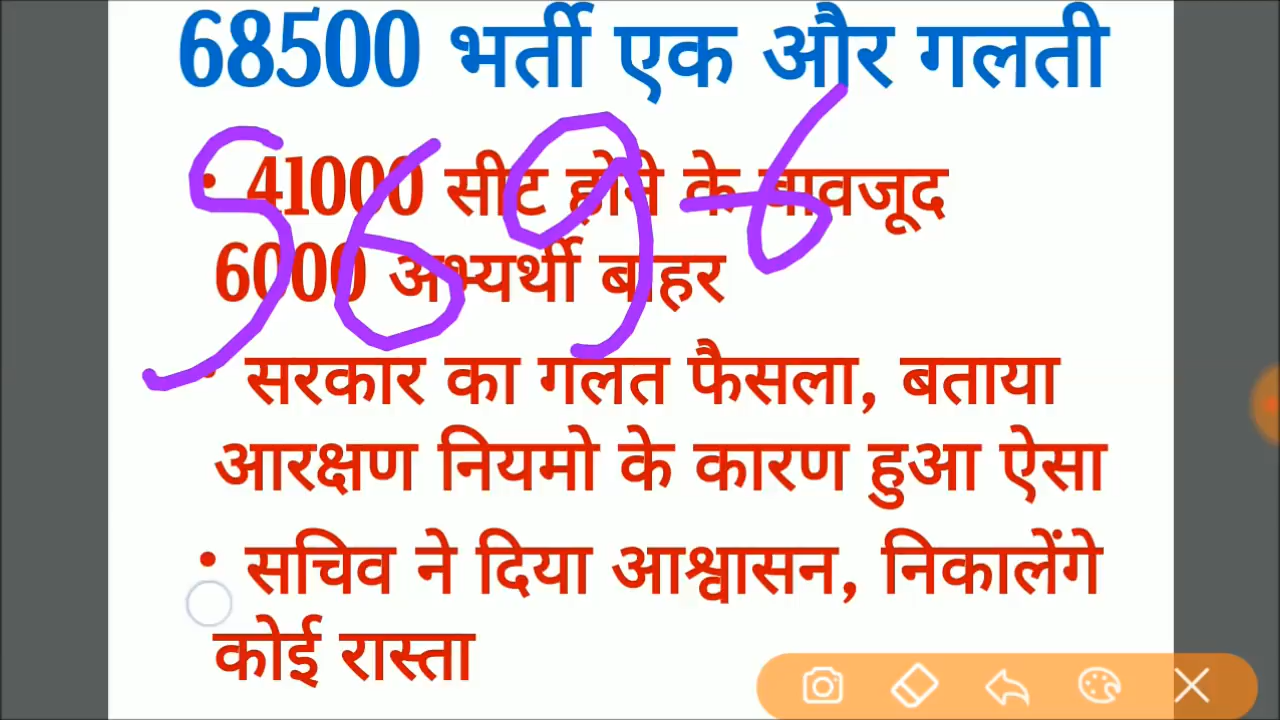 68500 भर्ती एक और गलती
• 41000 सीट होने के वावजूद
6000 अभ्यर्थी बाहर
• सरकार का गलत फैसला, बताया
आरक्षण नियमो के कारण हुआ ऐसा
• सचिव ने दिया आश्वासन, निकालेंगे
कोई रास्ता
5696